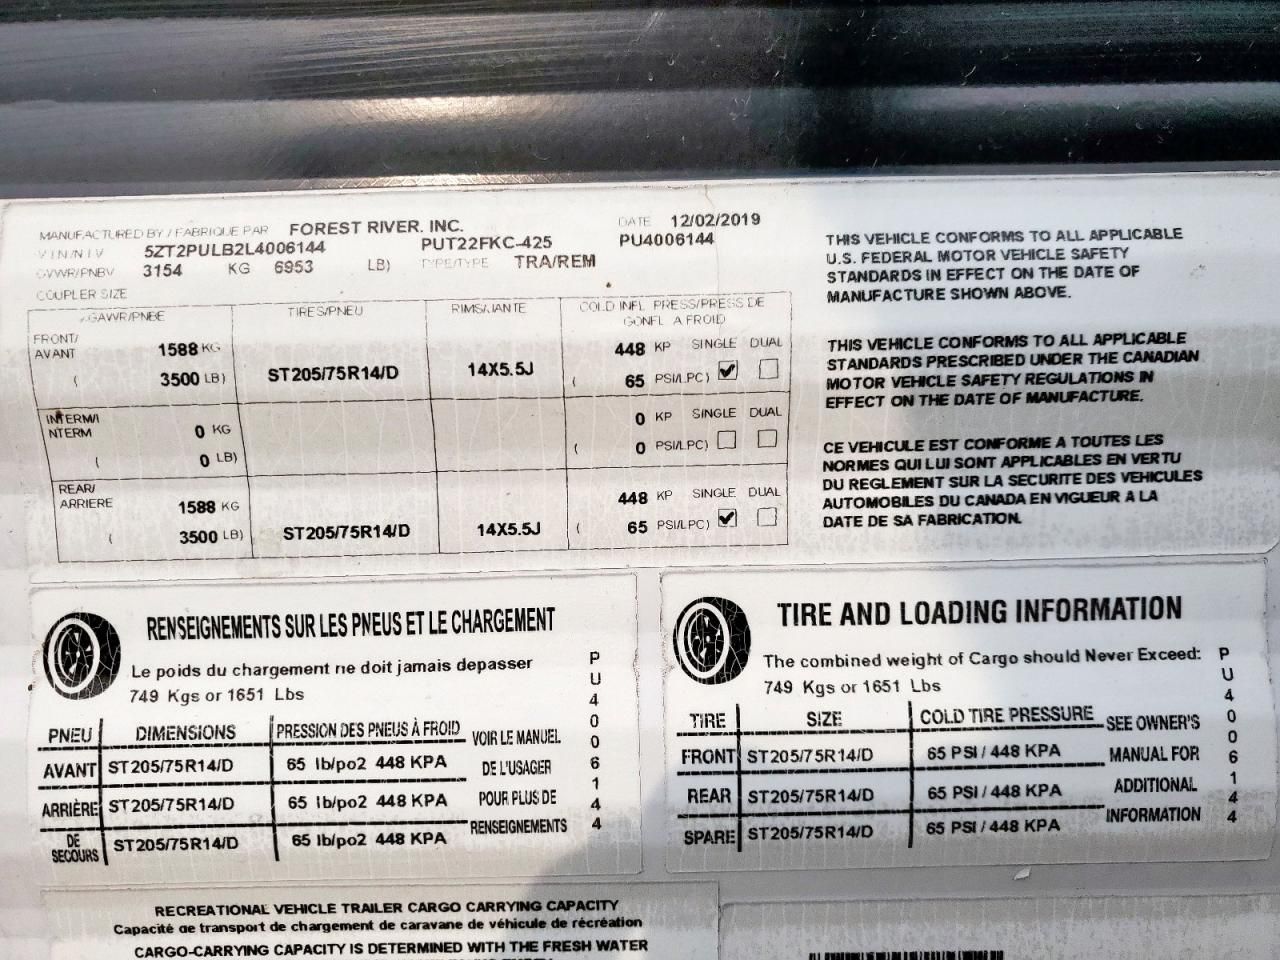 MANUFACTURED BY / FABRIQUE PAR FOREST RIVER, INC. DATE 12/02/2019
VIN/NIV 5ZT2PULB2L4006144 PUT22FKC-425 PU4006144
GVWR/PNBV 3154 KG 6953 LB) TYPE/TYPE TRA/REM
COUPLER SIZE
GAWR/PNBE TIRES/PNEU RIMS/JANTE COLD INFL PRESS/PRESS DE
GONFL A FROID
FRONT/
AVANT 1588 KG 448 KP SINGLE DUAL
( 3500 LB) ST205/75R14/D 14X5.5J ( 65 PSI/LPC) ✓
INTERM/I
NTERM 0 KG 0 KP SINGLE DUAL
( 0 LB) ( 0 PSI/LPC)
REAR/
ARRIERE 1588 KG 448 KP SINGLE DUAL
( 3500 LB) ST205/75R14/D 14X5.5J ( 65 PSI/LPC) ✓
THIS VEHICLE CONFORMS TO ALL APPLICABLE
U.S. FEDERAL MOTOR VEHICLE SAFETY
STANDARDS IN EFFECT ON THE DATE OF
MANUFACTURE SHOWN ABOVE.
THIS VEHICLE CONFORMS TO ALL APPLICABLE
STANDARDS PRESCRIBED UNDER THE CANADIAN
MOTOR VEHICLE SAFETY REGULATIONS IN
EFFECT ON THE DATE OF MANUFACTURE.
CE VEHICULE EST CONFORME A TOUTES LES
NORMES QUI LUI SONT APPLICABLES EN VERTU
DU REGLEMENT SUR LA SECURITE DES VEHICULES
AUTOMOBILES DU CANADA EN VIGUEUR A LA
DATE DE SA FABRICATION.
RENSEIGNEMENTS SUR LES PNEUS ET LE CHARGEMENT
Le poids du chargement ne doit jamais depasser
749 Kgs or 1651 Lbs
PNEU DIMENSIONS PRESSION DES PNEUS À FROID VOIR LE MANUEL
AVANT ST205/75R14/D 65 lb/po2 448 KPA DE L'USAGER
ARRIÈRE ST205/75R14/D 65 lb/po2 448 KPA POUR PLUS DE
RENSEIGNEMENTS
DE
SECOURS ST205/75R14/D 65 lb/po2 448 KPA
PU4006144
TIRE AND LOADING INFORMATION
The combined weight of Cargo should Never Exceed:
749 Kgs or 1651 Lbs
TIRE SIZE COLD TIRE PRESSURE SEE OWNER'S
FRONT ST205/75R14/D 65 PSI / 448 KPA MANUAL FOR
REAR ST205/75R14/D 65 PSI / 448 KPA ADDITIONAL
SPARE ST205/75R14/D 65 PSI / 448 KPA INFORMATION
PU4006144
RECREATIONAL VEHICLE TRAILER CARGO CARRYING CAPACITY
Capacité de transport de chargement de caravane de véhicule de récréation
CARGO-CARRYING CAPACITY IS DETERMINED WITH THE FRESH WATER